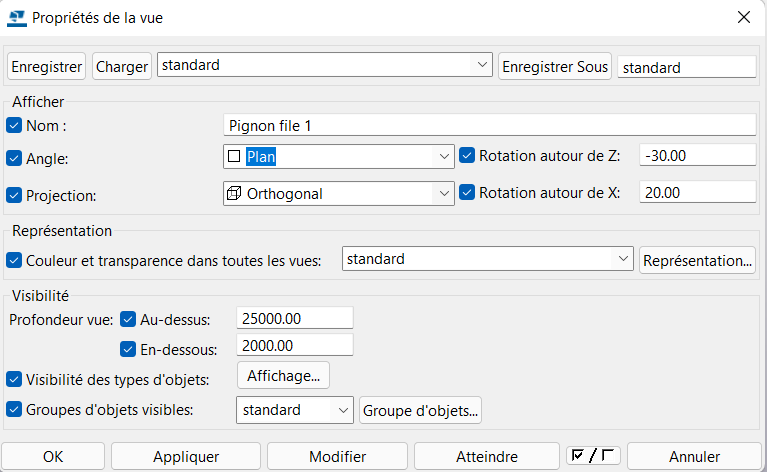 Propriétés de la vue
Enregistrer Charger standard Enregistrer Sous standard
Afficher
Nom : Pignon file 1
Angle: Plan Rotation autour de Z: -30.00
Projection: Orthogonal Rotation autour de X: 20.00
Représentation
Couleur et transparence dans toutes les vues: standard Représentation...
Visibilité
Profondeur vue: Au-dessus: 25000.00
En-dessous: 2000.00
Visibilité des types d'objets: Affichage...
Groupes d'objets visibles: standard Groupe d'objets...
OK Appliquer Modifier Atteindre / Annuler